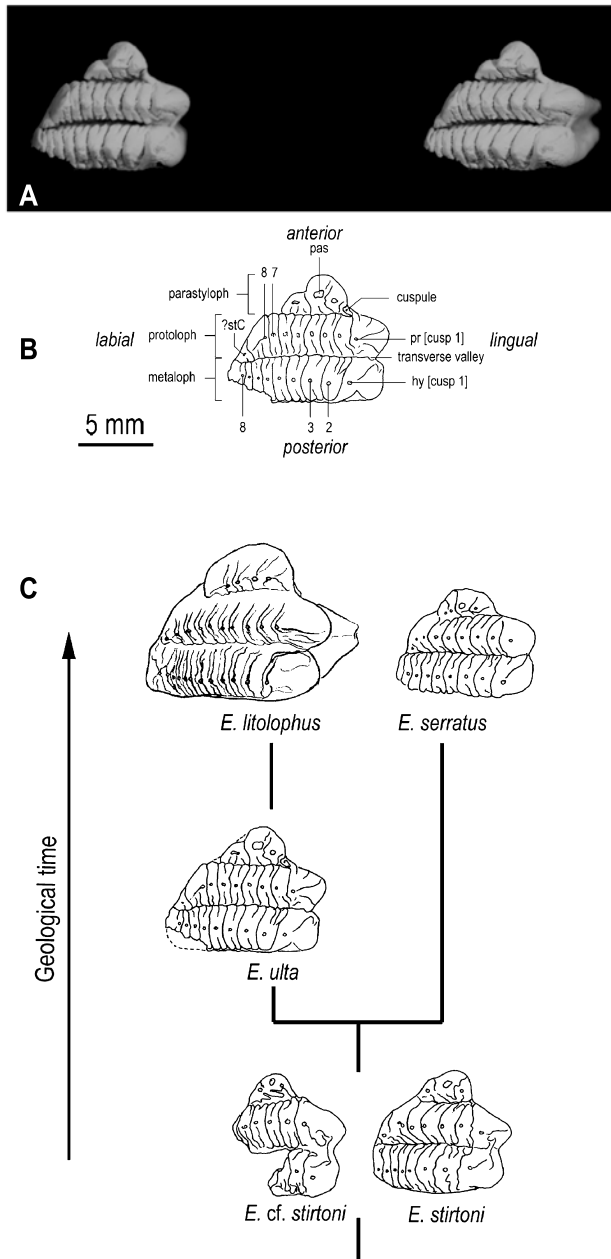 A
anterior
pas
8 7
parastyloph
cuspule
?stC
labial
protoloph
pr [cusp 1]
lingual
B
transverse valley
metaloph
hy [cusp 1]
8
3
2
5 mm
posterior
C
E. litolophus
E. serratus
Geological time
E. ulta
E. cf. stirtoni
E. stirtoni